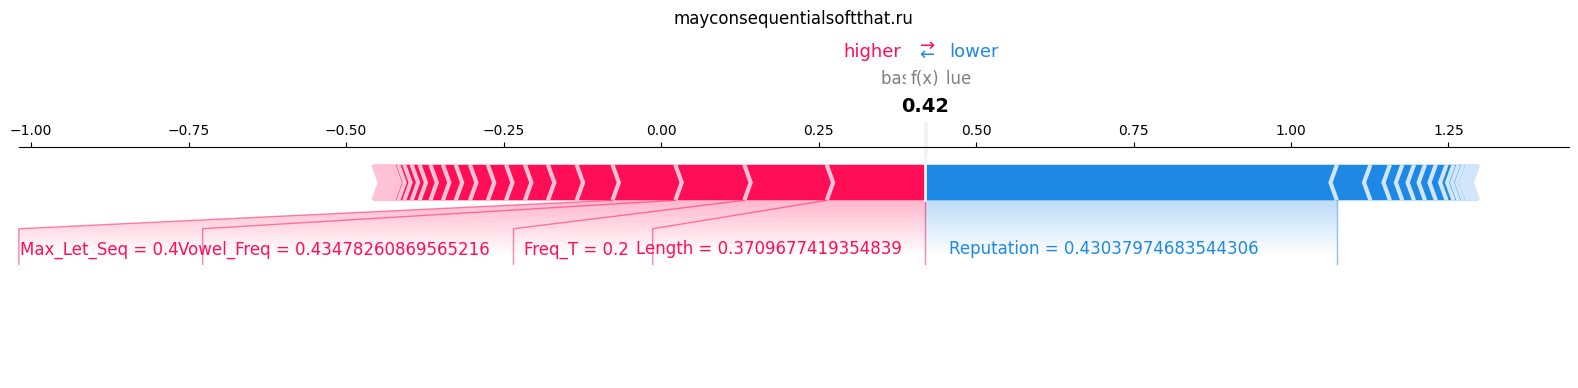 mayconsequentialsoftthat.ru
higher ⇄ lower
bas f(x) lue
0.42
−1.00 −0.75 −0.50 −0.25 0.00 0.25 0.50 0.75 1.00 1.25
Max_Let_Seq = 0.4 Vowel_Freq = 0.43478260869565216 Freq_T = 0.2 Length = 0.3709677419354839 Reputation = 0.43037974683544306